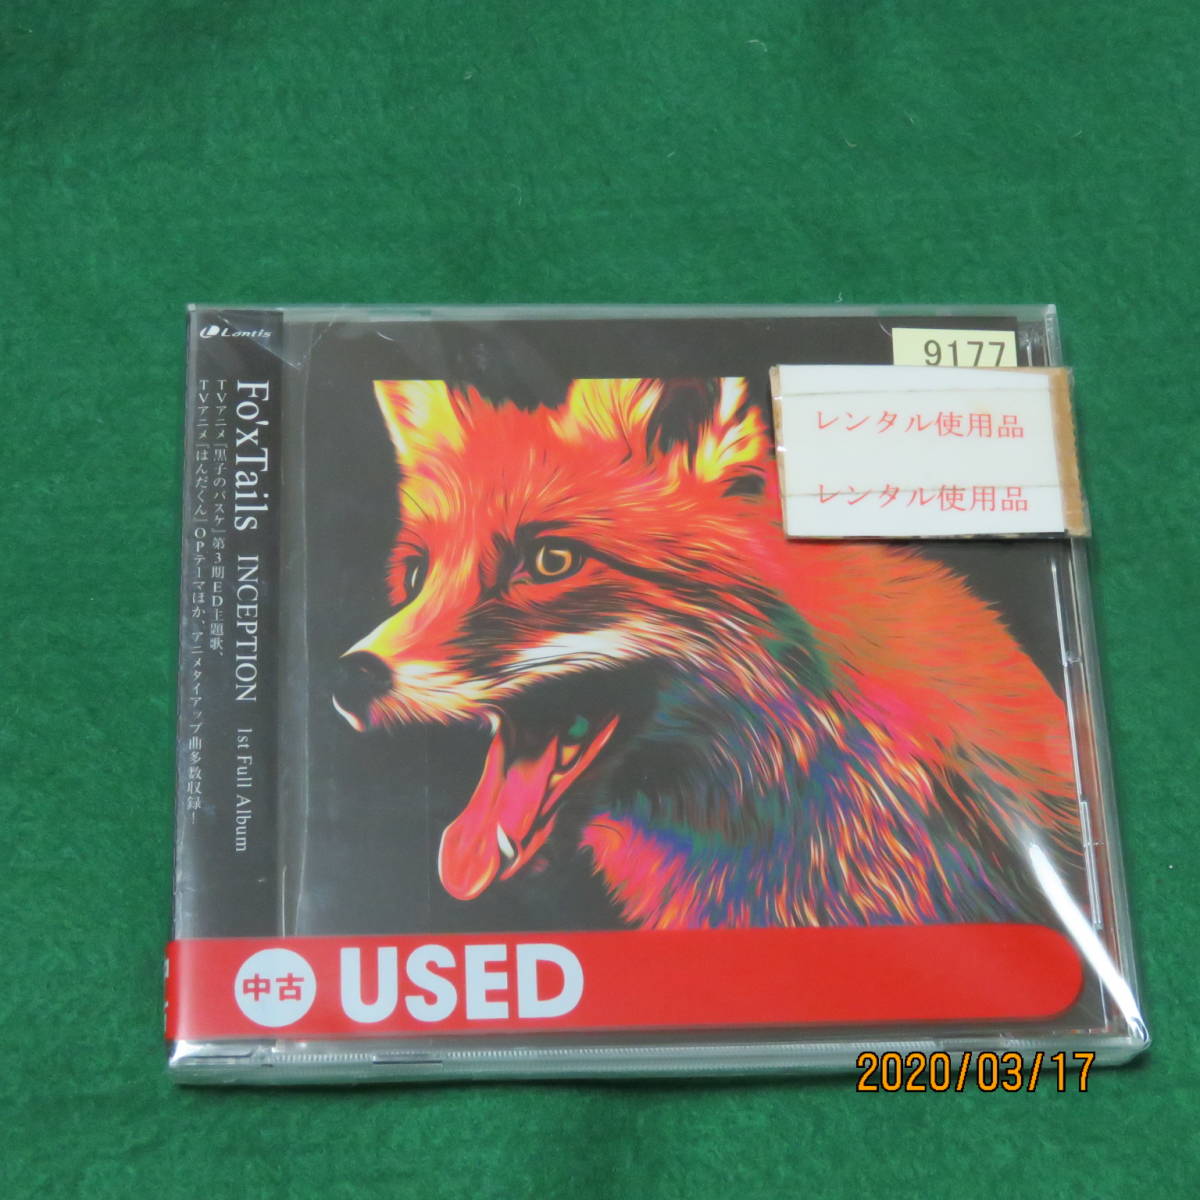 Lantis
Fo'xTails INCEPTION 1st Full Album
TVアニメ『黒子のバスケ』第3期ED主題歌、
TVアニメ『はんだくん』OPテーマほか、アニメタイアップ曲多数収録!
9177
レンタル使用品
レンタル使用品
中古 USED
2020/03/17